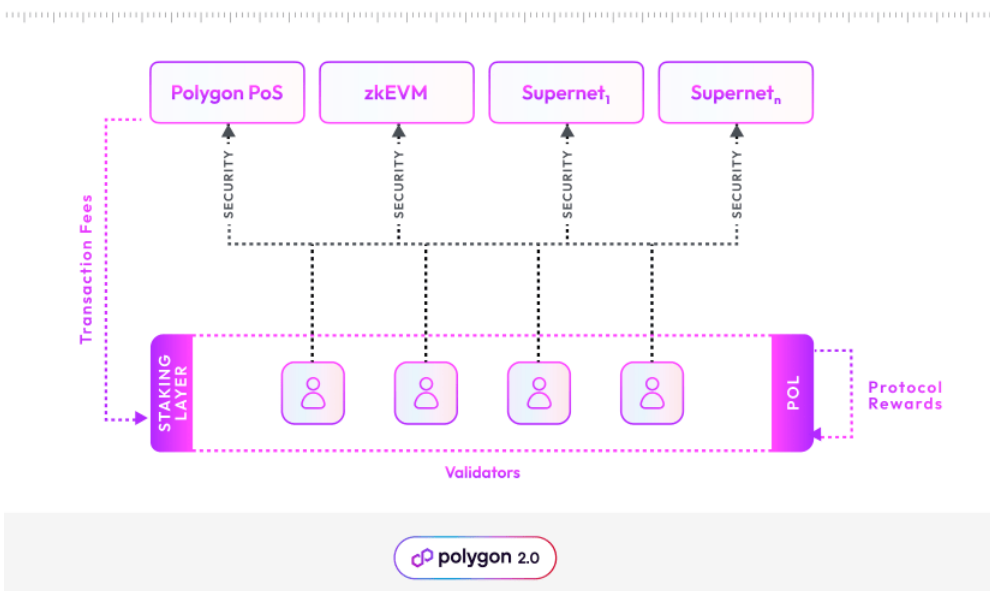 Polygon PoS
zkEVM
Supernet1
Supernetn
SECURITY
SECURITY
SECURITY
SECURITY
Transaction Fees
STAKING
LAYER
POL
Protocol
Rewards
Validators
polygon 2.0